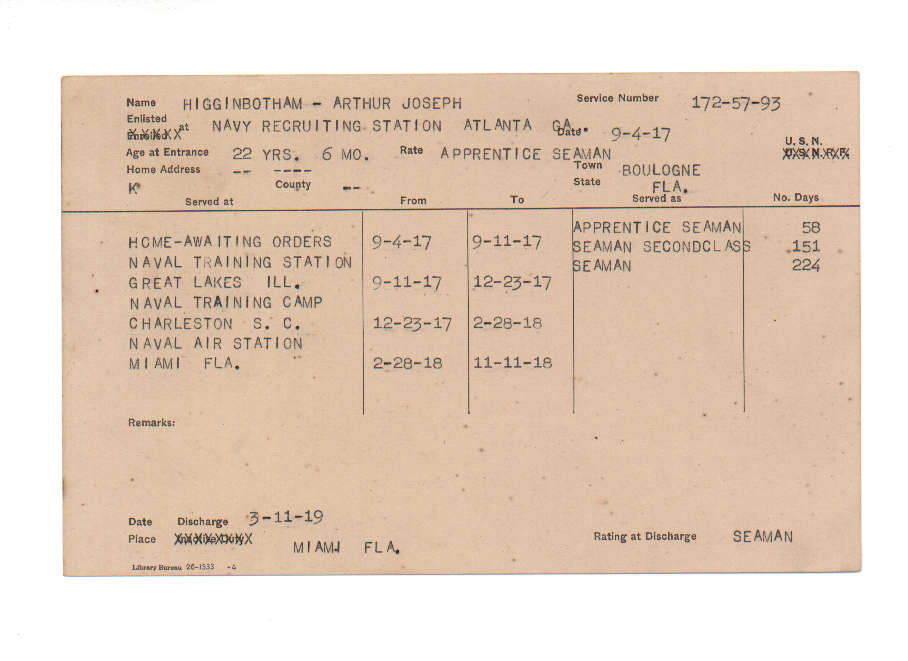 Name HIGGINBOTHAM - ARTHUR JOSEPH Service Number 172-57-93
Enlisted
Enrolled at NAVY RECRUITING STATION ATLANTA GA. Date 9-4-17
U. S. N.
U. S. N. R. F.
Age at Entrance 22 YRS. 6 MO. Rate APPRENTICE SEAMAN
Home Address -- ---- Town BOULOGNE
K County -- State FLA.
Served at From To Served as No. Days
APPRENTICE SEAMAN 58
HOME-AWAITING ORDERS 9-4-17 9-11-17 SEAMAN SECONDCLASS 151
NAVAL TRAINING STATION SEAMAN 224
GREAT LAKES ILL. 9-11-17 12-23-17
NAVAL TRAINING CAMP
CHARLESTON S. C. 12-23-17 2-28-18
NAVAL AIR STATION
MIAMI FLA. 2-28-18 11-11-18
Remarks:
Date Discharge 3-11-19
Place Inactive Duty MIAMI FLA. Rating at Discharge SEAMAN
Library Bureau 26-1533 -4